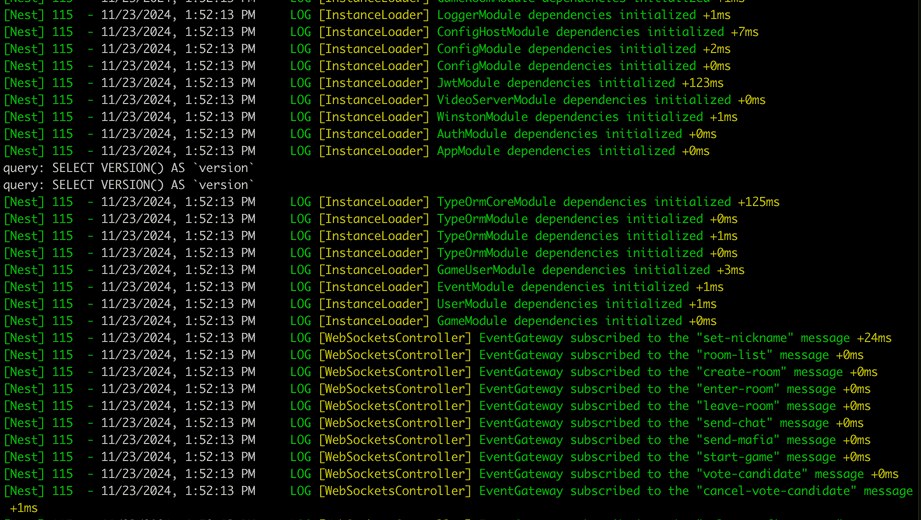 [Nest] 115  - 11/23/2024, 1:52:13 PM     LOG [InstanceLoader] LoggerModule dependencies initialized +1ms
[Nest] 115  - 11/23/2024, 1:52:13 PM     LOG [InstanceLoader] ConfigHostModule dependencies initialized +7ms
[Nest] 115  - 11/23/2024, 1:52:13 PM     LOG [InstanceLoader] ConfigModule dependencies initialized +2ms
[Nest] 115  - 11/23/2024, 1:52:13 PM     LOG [InstanceLoader] ConfigModule dependencies initialized +0ms
[Nest] 115  - 11/23/2024, 1:52:13 PM     LOG [InstanceLoader] JwtModule dependencies initialized +123ms
[Nest] 115  - 11/23/2024, 1:52:13 PM     LOG [InstanceLoader] VideoServerModule dependencies initialized +0ms
[Nest] 115  - 11/23/2024, 1:52:13 PM     LOG [InstanceLoader] WinstonModule dependencies initialized +1ms
[Nest] 115  - 11/23/2024, 1:52:13 PM     LOG [InstanceLoader] AuthModule dependencies initialized +0ms
[Nest] 115  - 11/23/2024, 1:52:13 PM     LOG [InstanceLoader] AppModule dependencies initialized +0ms
query: SELECT VERSION() AS `version`
query: SELECT VERSION() AS `version`
[Nest] 115  - 11/23/2024, 1:52:13 PM     LOG [InstanceLoader] TypeOrmCoreModule dependencies initialized +125ms
[Nest] 115  - 11/23/2024, 1:52:13 PM     LOG [InstanceLoader] TypeOrmModule dependencies initialized +0ms
[Nest] 115  - 11/23/2024, 1:52:13 PM     LOG [InstanceLoader] TypeOrmModule dependencies initialized +1ms
[Nest] 115  - 11/23/2024, 1:52:13 PM     LOG [InstanceLoader] TypeOrmModule dependencies initialized +0ms
[Nest] 115  - 11/23/2024, 1:52:13 PM     LOG [InstanceLoader] GameUserModule dependencies initialized +3ms
[Nest] 115  - 11/23/2024, 1:52:13 PM     LOG [InstanceLoader] EventModule dependencies initialized +1ms
[Nest] 115  - 11/23/2024, 1:52:13 PM     LOG [InstanceLoader] UserModule dependencies initialized +1ms
[Nest] 115  - 11/23/2024, 1:52:13 PM     LOG [InstanceLoader] GameModule dependencies initialized +0ms
[Nest] 115  - 11/23/2024, 1:52:13 PM     LOG [WebSocketsController] EventGateway subscribed to the "set-nickname" message +24ms
[Nest] 115  - 11/23/2024, 1:52:13 PM     LOG [WebSocketsController] EventGateway subscribed to the "room-list" message +0ms
[Nest] 115  - 11/23/2024, 1:52:13 PM     LOG [WebSocketsController] EventGateway subscribed to the "create-room" message +0ms
[Nest] 115  - 11/23/2024, 1:52:13 PM     LOG [WebSocketsController] EventGateway subscribed to the "enter-room" message +0ms
[Nest] 115  - 11/23/2024, 1:52:13 PM     LOG [WebSocketsController] EventGateway subscribed to the "leave-room" message +0ms
[Nest] 115  - 11/23/2024, 1:52:13 PM     LOG [WebSocketsController] EventGateway subscribed to the "send-chat" message +0ms
[Nest] 115  - 11/23/2024, 1:52:13 PM     LOG [WebSocketsController] EventGateway subscribed to the "send-mafia" message +0ms
[Nest] 115  - 11/23/2024, 1:52:13 PM     LOG [WebSocketsController] EventGateway subscribed to the "start-game" message +0ms
[Nest] 115  - 11/23/2024, 1:52:13 PM     LOG [WebSocketsController] EventGateway subscribed to the "vote-candidate" message +0ms
[Nest] 115  - 11/23/2024, 1:52:13 PM     LOG [WebSocketsController] EventGateway subscribed to the "cancel-vote-candidate" message
+1ms